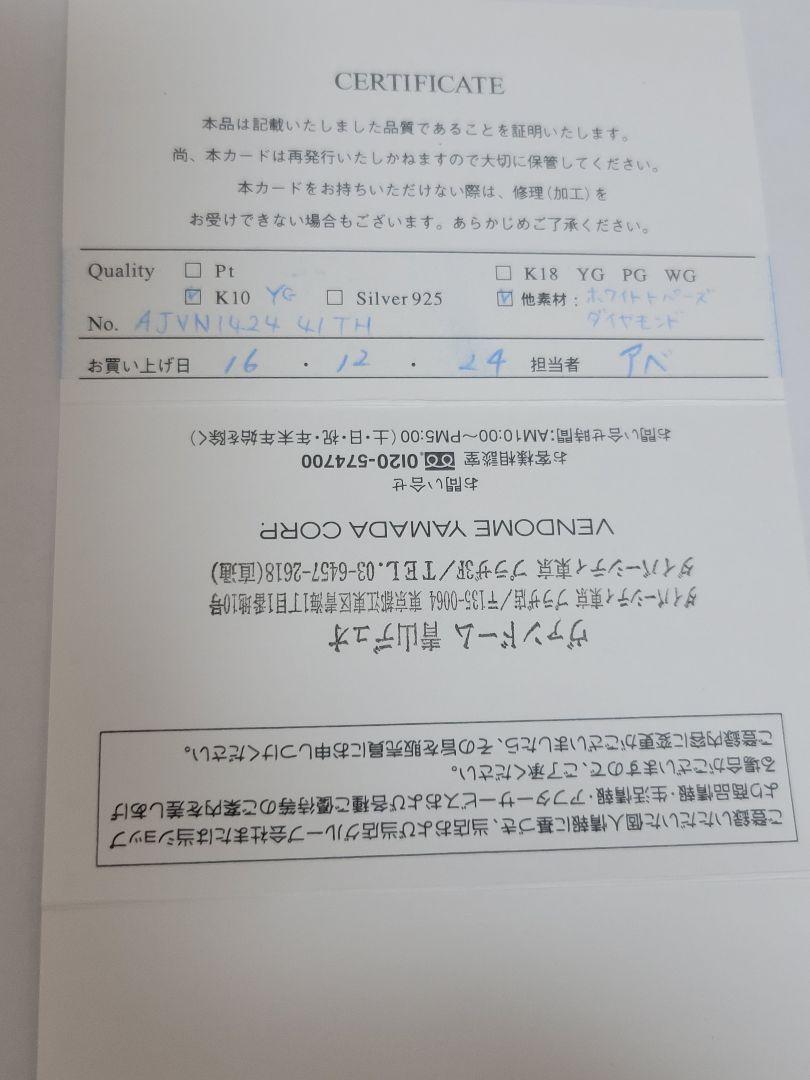 CERTIFICATE
本品は記載いたしました品質であることを証明いたします。
尚、本カードは再発行いたしかねますので大切に保管してください。
本カードをお持ちいただけない際は、修理(加工)を
お受けできない場合もございます。あらかじめご了承ください。
Quality □ Pt □ K18 YG PG WG
☑ K10 YG □ Silver925 ☑ 他素材:ホワイトトパーズ
ダイヤモンド
No. AJVN1424 41TH
お買い上げ日 16 ・ 12 ・ 24 担当者 アベ
ご登録いただいた個人情報に基づき、当店および当店グループ会社または当ショップ
より商品情報・生活情報・アフターサービスおよび各種ご優待等のご案内を差しあげ
る場合がございますので、ご了承ください。
ご登録内容に変更がございましたら、その旨を販売員にお申しつけください。
ヴァンドーム 青山デュオ
ダイバーシティ東京 プラザ店/〒135-0064 東京都江東区青海1丁目1番地10号
ダイバーシティ東京 プラザ3F/TEL.03-6457-2618(直通)
VENDOME YAMADA CORP.
お問い合せ
お客様相談室 0120-574700
お問い合せ時間:AM10:00〜PM5:00(土・日・祝・年末年始を除く)